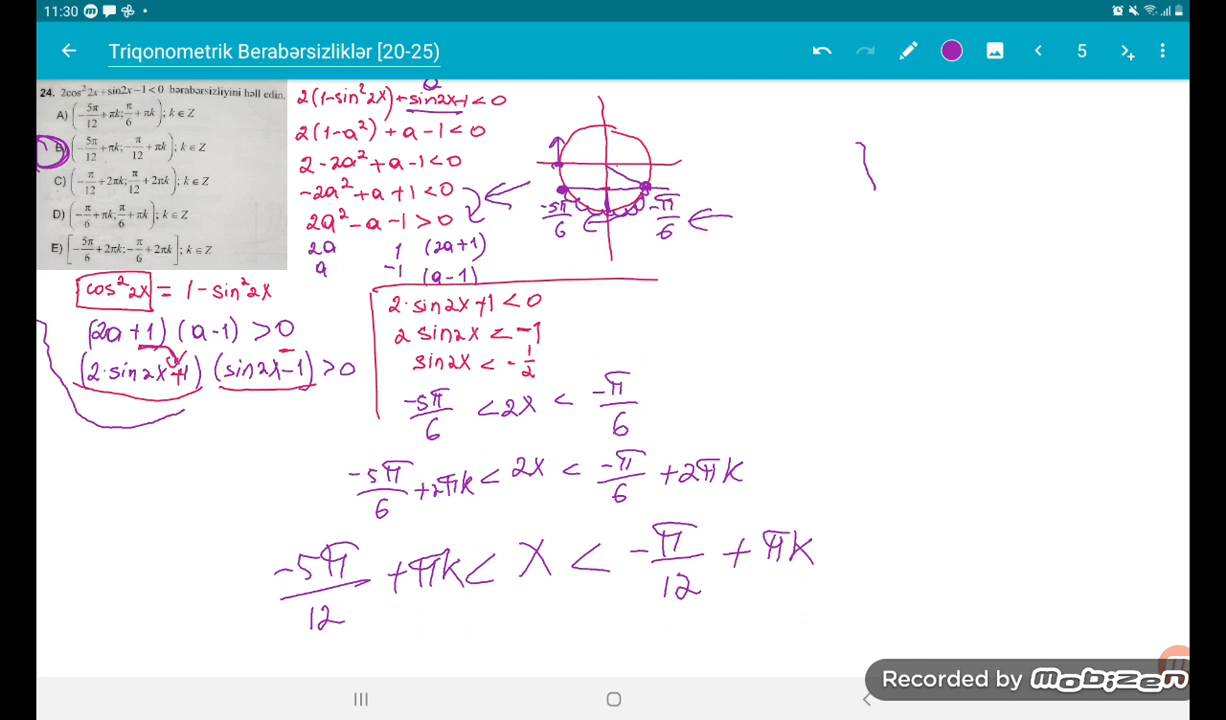 11:30
Triqonometrik Berabərsizliklər [20-25]
5
24. 2cos²2x+sin2x−1<0 bərabərsizliyini həll edin.
A) (−5π/12+πk; π/6+πk); k∈Z
B) (−5π/12+πk; −π/12+πk); k∈Z
C) (−π/12+2πk; π/12+2πk); k∈Z
D) (−π/6+πk; π/6+πk); k∈Z
E) [−5π/6+2πk; −π/6+2πk]; k∈Z
2(1-sin²2x)+sin2x-1<0
2(1-a²)+a-1<0
2-2a²+a-1<0
-2a²+a+1<0
2a²-a-1>0
2a 1 (2a+1)
a -1 (a-1)
-5π/6 -π/6
cos²2x = 1-sin²2x
(2a+1)(a-1)>0
(2·sin2x+1)(sin2x-1)>0
2·sin2x+1<0
2sin2x<-1
sin2x<-1/2
-5π/6 <2x< -π/6
-5π/6+2πk<2x<-π/6+2πk
-5π/12+πk<x<-π/12+πk
Recorded by mobizen